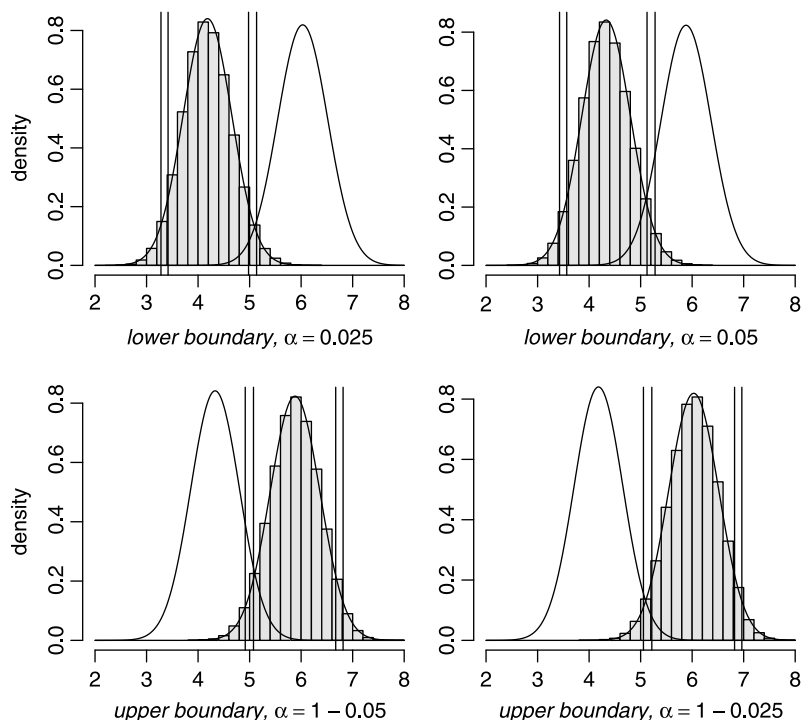 density
0.0 0.2 0.4 0.6 0.8
2 3 4 5 6 7 8
lower boundary, α = 0.025
0.0 0.2 0.4 0.6 0.8
2 3 4 5 6 7 8
lower boundary, α = 0.05
density
0.0 0.2 0.4 0.6 0.8
2 3 4 5 6 7 8
upper boundary, α = 1 − 0.05
0.0 0.2 0.4 0.6 0.8
2 3 4 5 6 7 8
upper boundary, α = 1 − 0.025